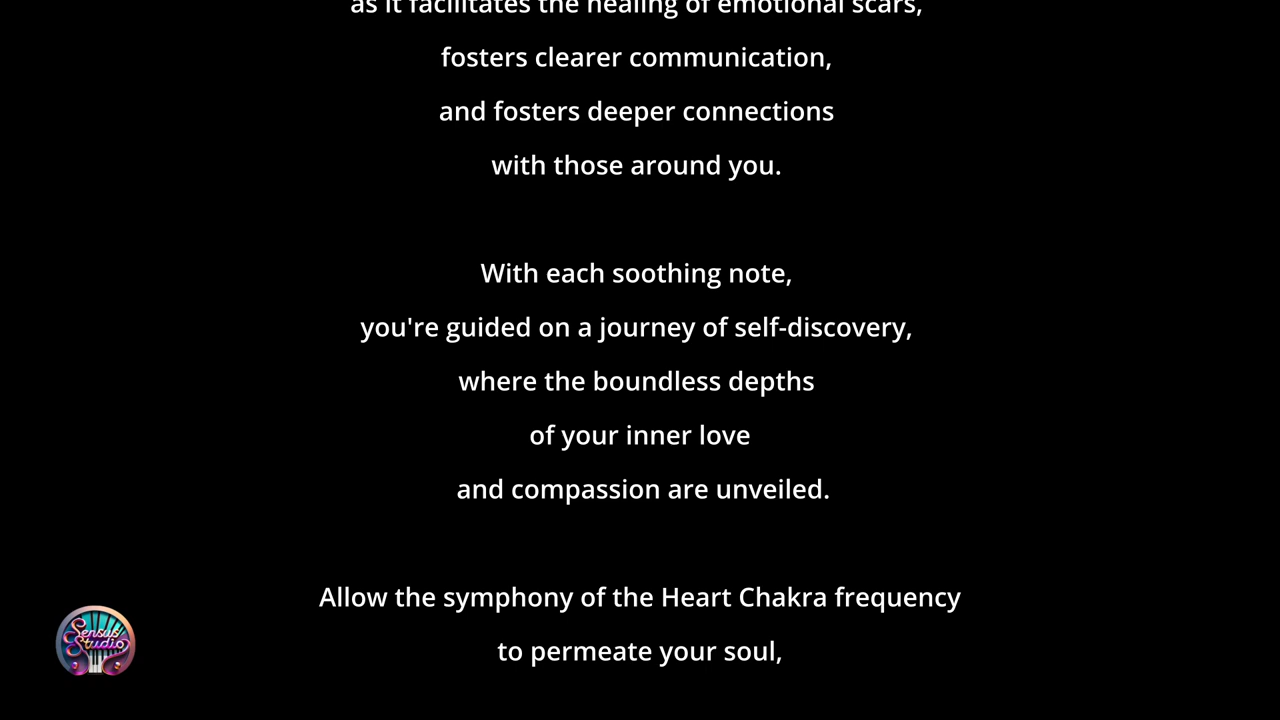 as it facilitates the healing of emotional scars,
fosters clearer communication,
and fosters deeper connections
with those around you.
With each soothing note,
you're guided on a journey of self-discovery,
where the boundless depths
of your inner love
and compassion are unveiled.
Allow the symphony of the Heart Chakra frequency
to permeate your soul,
Sensus
Studio